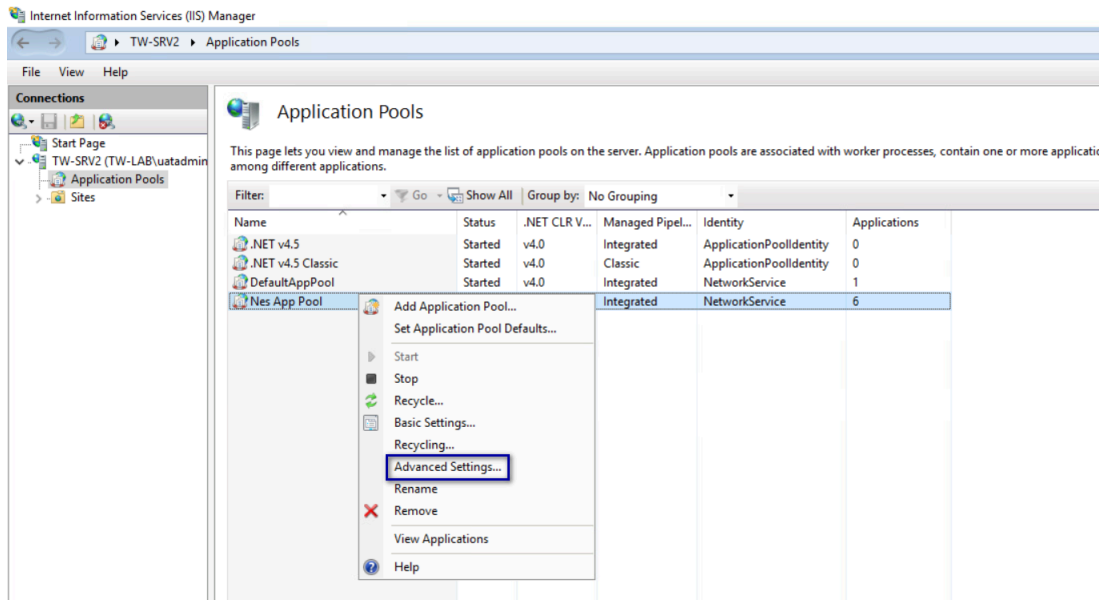 Internet Information Services (IIS) Manager
TW-SRV2 Application Pools
File View Help
Connections
Start Page
TW-SRV2 (TW-LAB\uatadmin
Application Pools
Sites
Application Pools
This page lets you view and manage the list of application pools on the server. Application pools are associated with worker processes, contain one or more applicatio
among different applications.
Filter: Go Show All Group by: No Grouping
Name Status .NET CLR V... Managed Pipel... Identity Applications
.NET v4.5 Started v4.0 Integrated ApplicationPoolIdentity 0
.NET v4.5 Classic Started v4.0 Classic ApplicationPoolIdentity 0
DefaultAppPool Started v4.0 Integrated NetworkService 1
Nes App Pool Integrated NetworkService 6
Add Application Pool...
Set Application Pool Defaults...
Start
Stop
Recycle...
Basic Settings...
Recycling...
Advanced Settings...
Rename
Remove
View Applications
Help